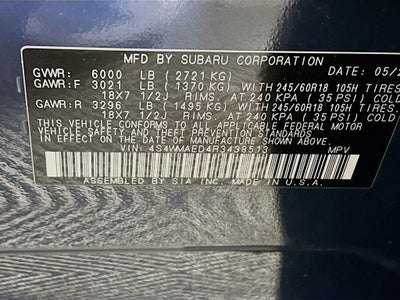 MFD BY SUBARU CORPORATION DATE: 05/2
GVWR: 6000 LB (2721 KG)
GAWR:F 3021 LB (1370 KG) WITH 245/60R18 105H TIRES
18X7 1/2J RIMS. AT 240 KPA (35 PSI) COLD
GAWR:R 3296 LB (1495 KG) WITH 245/60R18 105H TIRES
18X7 1/2J RIMS. AT 240 KPA (35 PSI) COLD
THIS VEHICLE CONFORMS TO ALL APPLICABLE FEDERAL MOTOR
VEHICLE SAFETY STANDARDS IN EFFECT ON THE DATE OF
MANUFACTURE SHOWN ABOVE.
VIN: 4S4WMAED4R3438513 MPV
ASSEMBLED BY SIA, INC. MADE IN U.S.A.